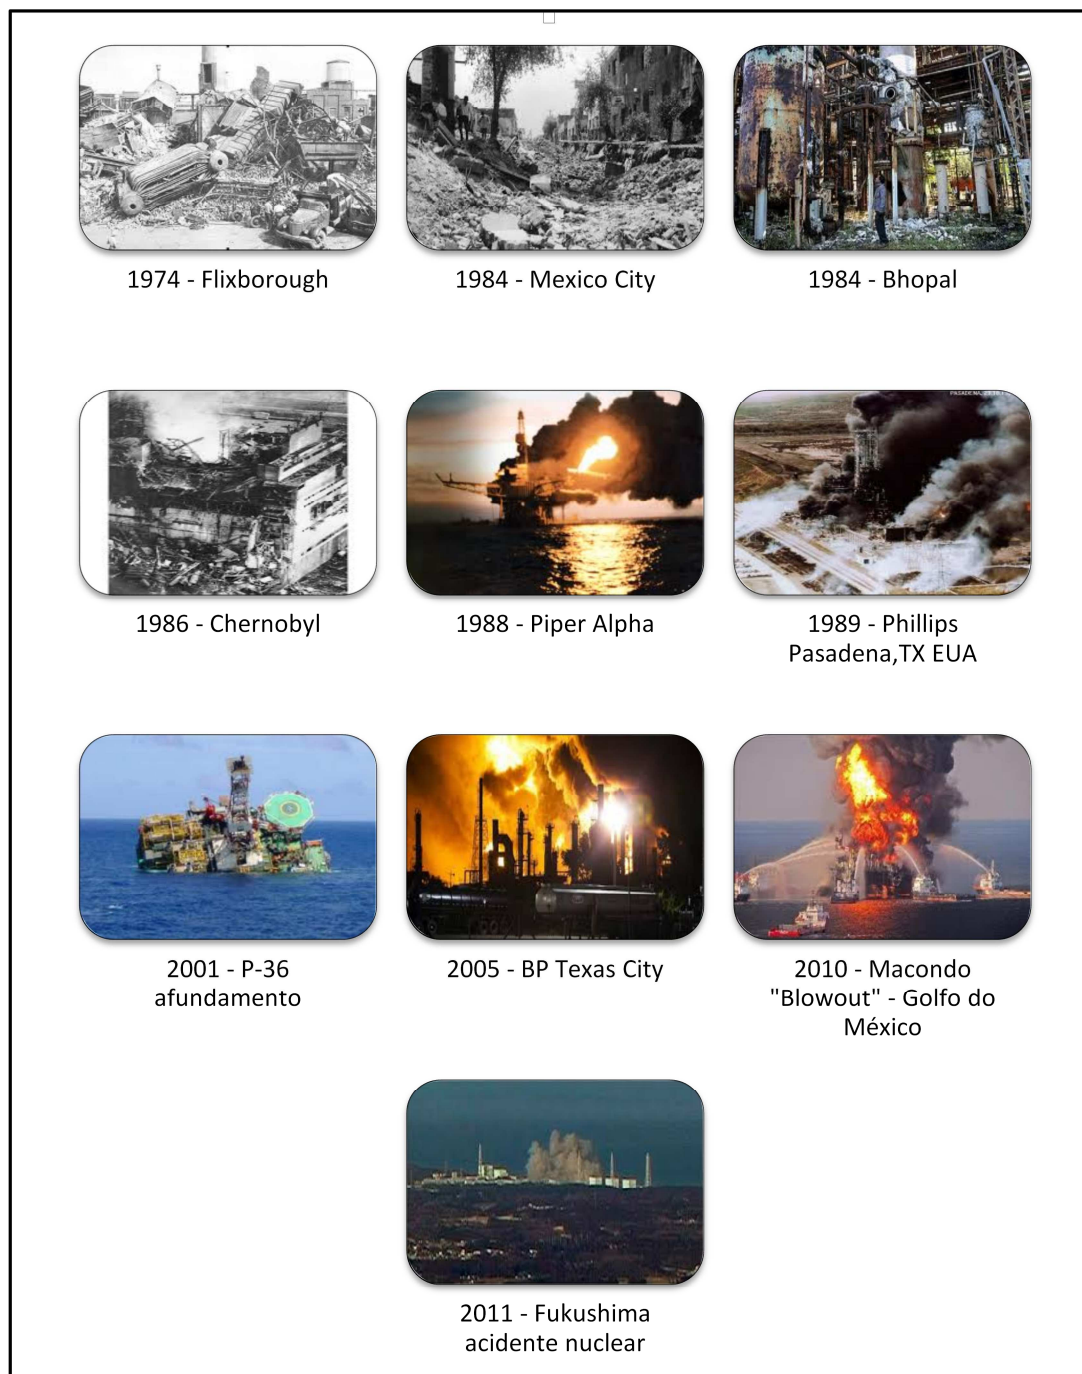 1974 - Flixborough
1984 - Mexico City
1984 - Bhopal
1986 - Chernobyl
1988 - Piper Alpha
PASADENA,
1989 - Phillips
Pasadena,TX EUA
2001 - P-36
afundamento
2005 - BP Texas City
2010 - Macondo
"Blowout" - Golfo do
México
2011 - Fukushima
acidente nuclear